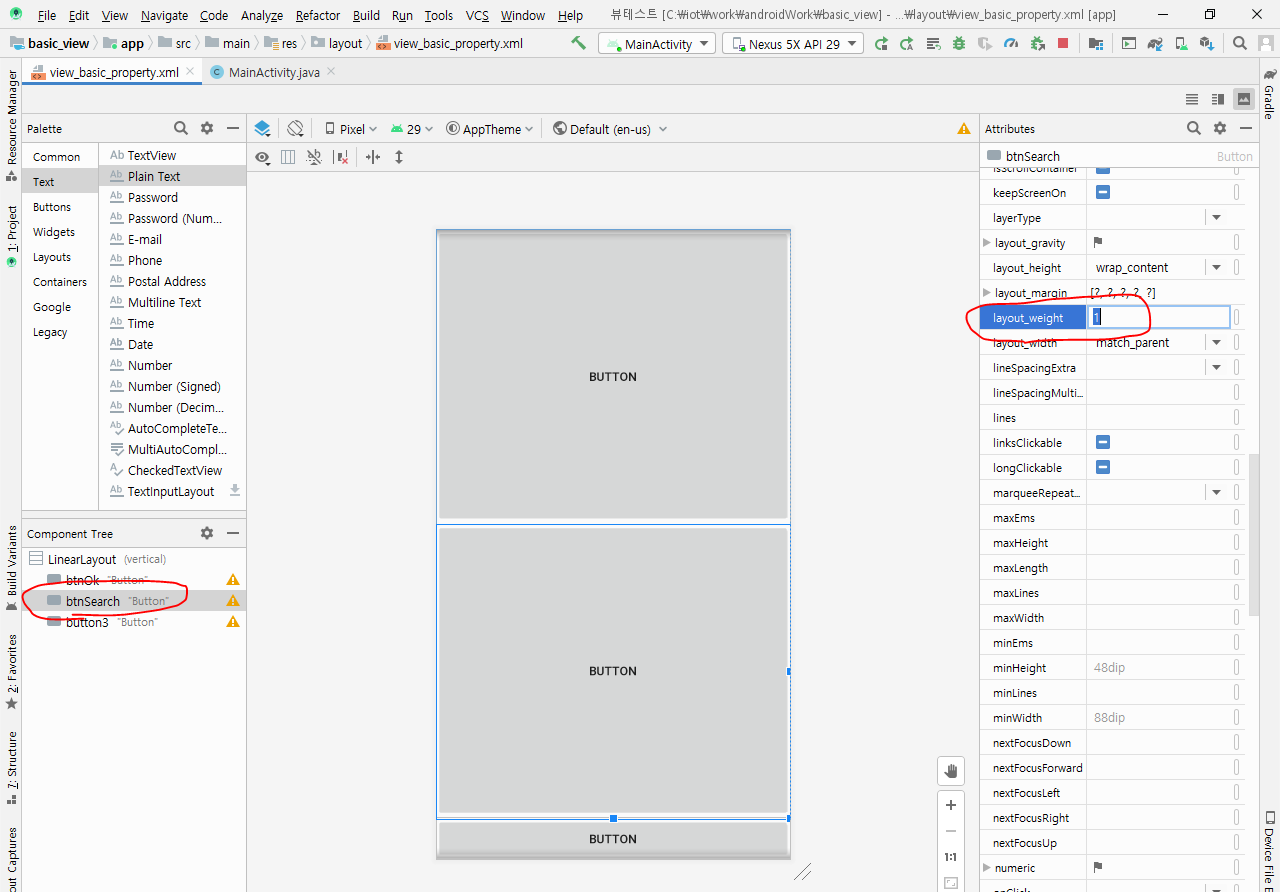 File Edit View Navigate Code Analyze Refactor Build Run Tools VCS Window Help 뷰테스트 [C:₩iot₩work₩androidWork₩basic_view] - ...₩layout₩view_basic_property.xml [app]
basic_view app src main res layout view_basic_property.xml MainActivity Nexus 5X API 29
view_basic_property.xml MainActivity.java
Resource Manager
1: Project
Build Variants
2: Favorites
7: Structure
out Captures
Palette
Common
Text
Buttons
Widgets
Layouts
Containers
Google
Legacy
Ab TextView
Ab Plain Text
Ab Password
Ab Password (Num...
Ab E-mail
Ab Phone
Ab Postal Address
Ab Multiline Text
Ab Time
Ab Date
Ab Number
Ab Number (Signed)
Ab Number (Decim...
Ab AutoCompleteTe...
MultiAutoCompl...
CheckedTextView
Ab TextInputLayout
Component Tree
LinearLayout (vertical)
btnOk "Button"
btnSearch "Button"
button3 "Button"
Pixel 29 AppTheme Default (en-us)
BUTTON
BUTTON
BUTTON
1:1
Attributes
btnSearch Button
isScrollContainer
keepScreenOn
layerType
layout_gravity
layout_height wrap_content
layout_margin [?, ?, ?, ?, ?]
layout_weight 1
layout_width match_parent
lineSpacingExtra
lineSpacingMulti...
lines
linksClickable
longClickable
marqueeRepeat...
maxEms
maxHeight
maxLength
maxLines
maxWidth
minEms
minHeight 48dip
minLines
minWidth 88dip
nextFocusDown
nextFocusForward
nextFocusLeft
nextFocusRight
nextFocusUp
numeric
onClick
Gradle
Device File E